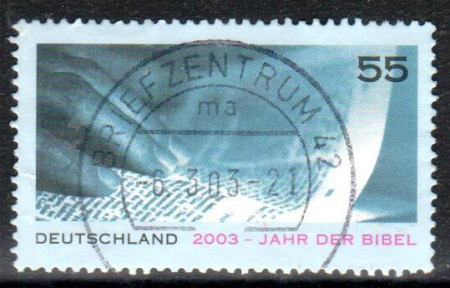 55
BRIEFZENTRUM 42
ma
-6.3.03-21
DEUTSCHLAND 2003 – JAHR DER BIBEL